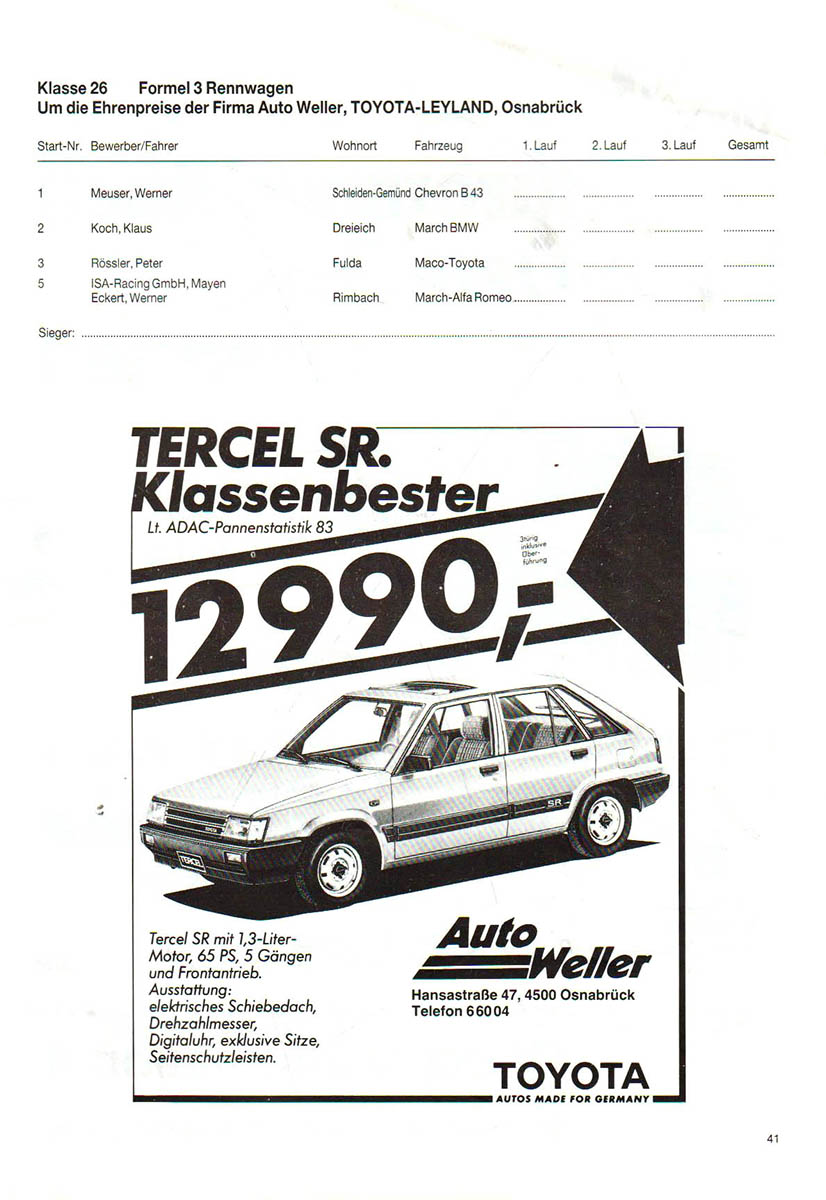 Klasse 26 Formel 3 Rennwagen
Um die Ehrenpreise der Firma Auto Weller, TOYOTA-LEYLAND, Osnabrück
Start-Nr. Bewerber/Fahrer Wohnort Fahrzeug 1. Lauf 2. Lauf 3. Lauf Gesamt
1 Meuser, Werner Schleiden-Gemünd Chevron B 43 ................ ................ ................ ................
2 Koch, Klaus Dreieich March BMW ................ ................ ................ ................
3 Rössler, Peter Fulda Maco-Toyota ................ ................ ................ ................
5 ISA-Racing GmbH, Mayen
Eckert, Werner Rimbach March-Alfa Romeo ................ ................ ................ ................
Sieger: ................................................................
TERCEL SR.
Klassenbester
Lt. ADAC-Pannenstatistik 83
3türig
inklusive
Über-
führung
12990,-
SR
TERCEL
Tercel SR mit 1,3-Liter-
Motor, 65 PS, 5 Gängen
und Frontantrieb.
Ausstattung:
elektrisches Schiebedach,
Drehzahlmesser,
Digitaluhr, exklusive Sitze,
Seitenschutzleisten.
Auto
Weller
Hansastraße 47, 4500 Osnabrück
Telefon 6 60 04
TOYOTA
AUTOS MADE FOR GERMANY
41